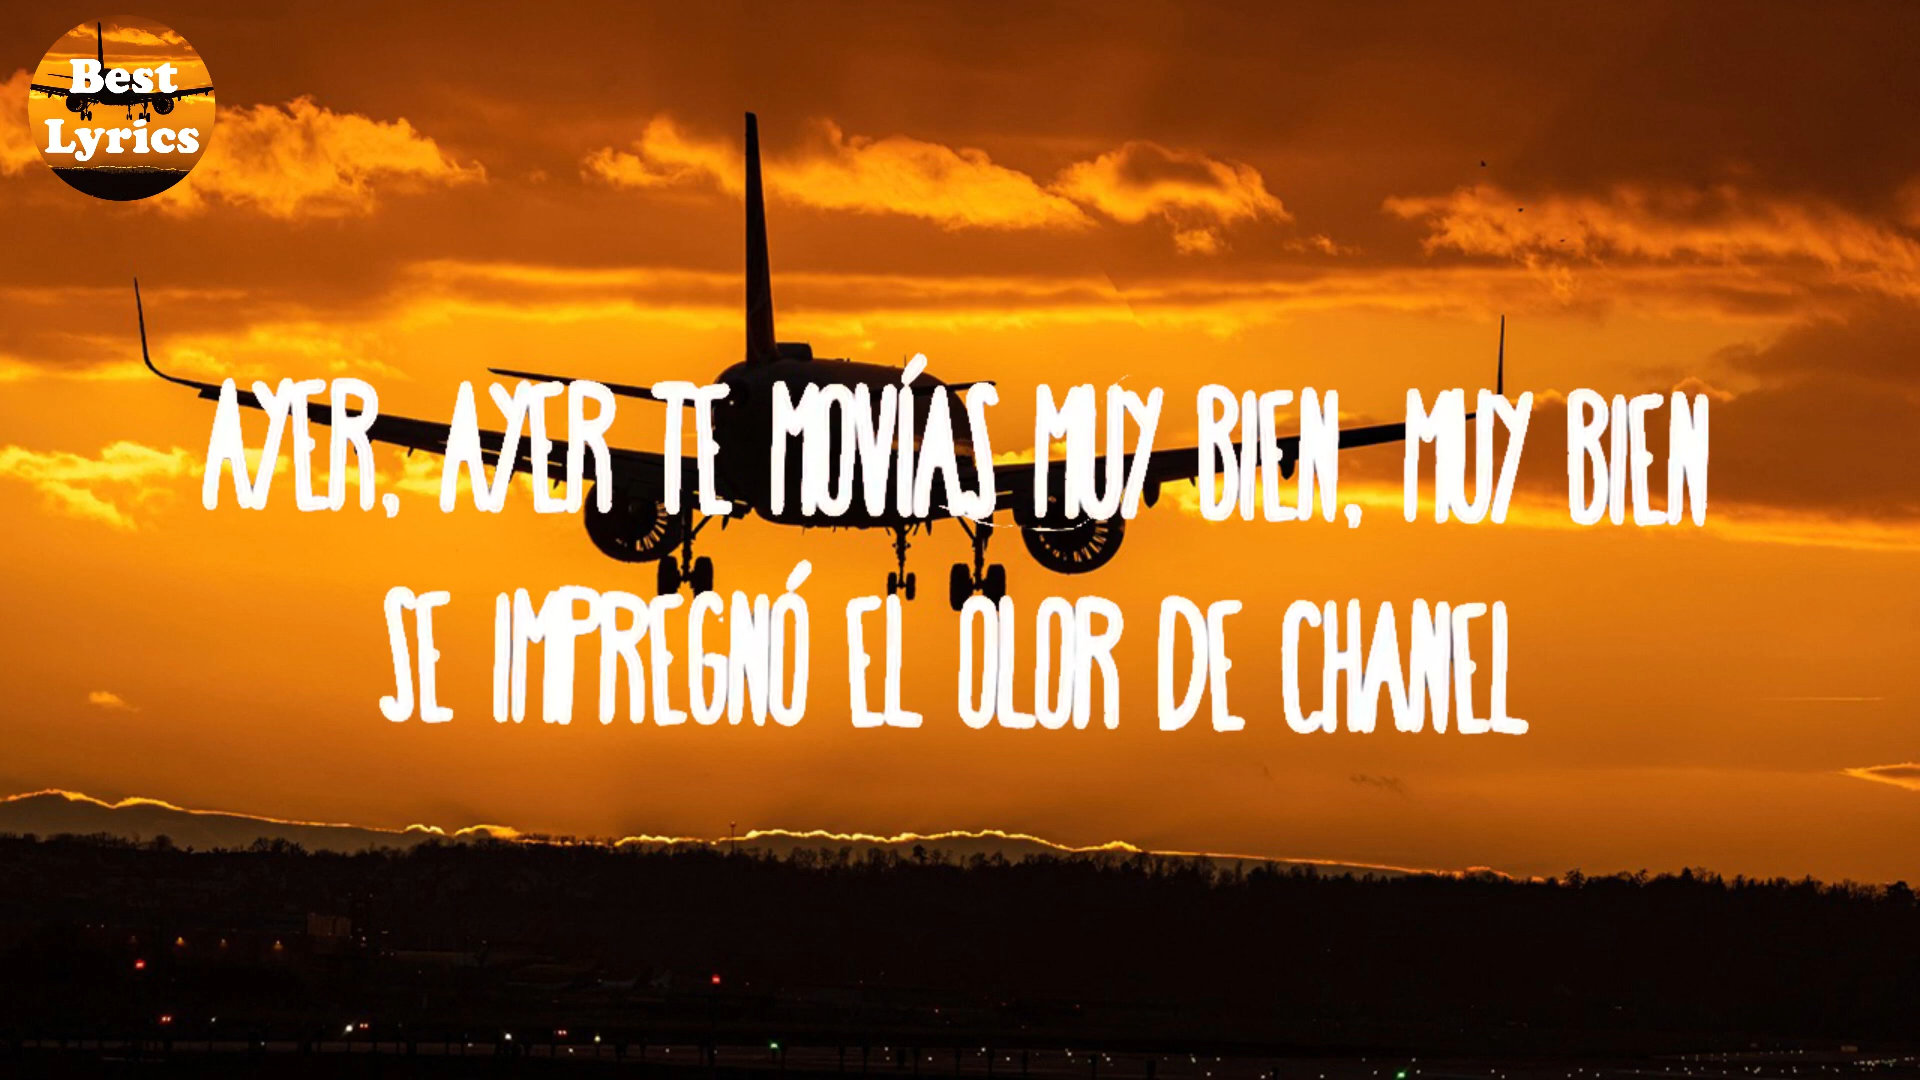 Best
Lyrics
AYER, AYER TE MOVÍAS MUY BIEN, MUY BIEN
SE IMPREGNÓ EL OLOR DE CHANEL